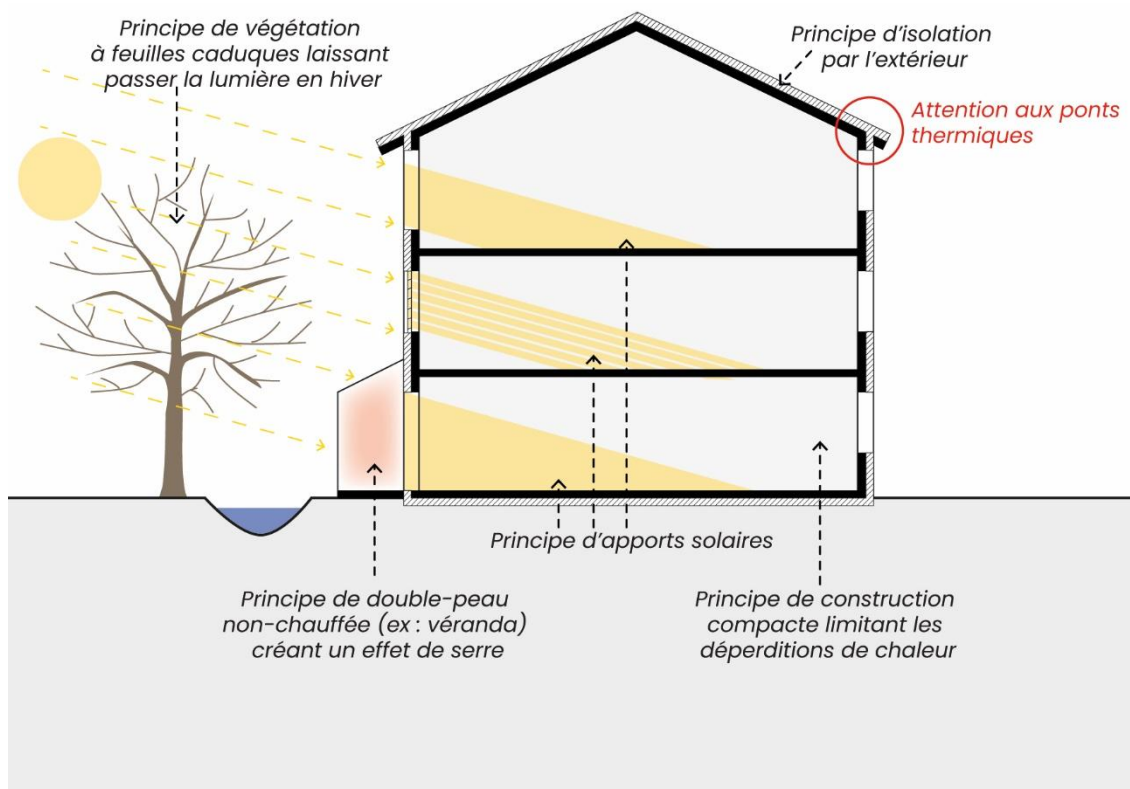 Principe de végétation
à feuilles caduques laissant
passer la lumière en hiver
Principe d'isolation
par l'extérieur
Attention aux ponts
thermiques
Principe d'apports solaires
Principe de double-peau
non-chauffée (ex : véranda)
créant un effet de serre
Principe de construction
compacte limitant les
déperditions de chaleur